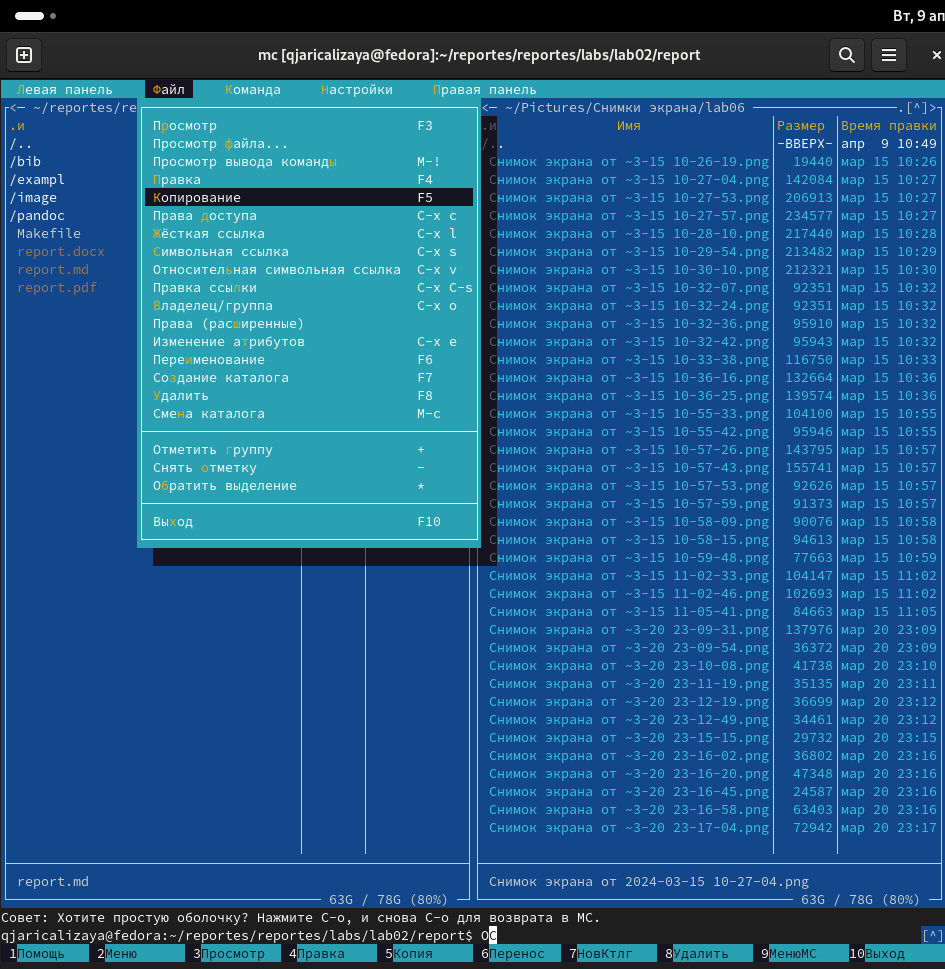 Вт, 9 ап
mc [qjaricalizaya@fedora]:~/reportes/reportes/labs/lab02/report
Левая панель Файл Команда Настройки Правая панель
<— ~/reportes/re
.и
/..
/bib
/exampl
/image
/pandoc
Makefile
report.docx
report.md
report.pdf
Просмотр F3
Просмотр файла...
Просмотр вывода команды M-!
Правка F4
Копирование F5
Права доступа C-x c
Жёсткая ссылка C-x l
Символьная ссылка C-x s
Относительная символьная ссылка C-x v
Правка ссылки C-x C-s
Владелец/группа C-x o
Права (расширенные)
Изменение атрибутов C-x e
Переименование F6
Создание каталога F7
Удалить F8
Смена каталога M-c
Отметить группу +
Снять отметку -
Обратить выделение *
Выход F10
<— ~/Pictures/Снимки экрана/lab06 .[^]>
.и Имя Размер Время правки
/.. -ВВЕРХ- апр 9 10:49
Снимок экрана от ~3-15 10-26-19.png 19440 мар 15 10:26
Снимок экрана от ~3-15 10-27-04.png 142084 мар 15 10:27
Снимок экрана от ~3-15 10-27-53.png 206913 мар 15 10:27
Снимок экрана от ~3-15 10-27-57.png 234577 мар 15 10:27
Снимок экрана от ~3-15 10-28-10.png 217440 мар 15 10:28
Снимок экрана от ~3-15 10-29-54.png 213482 мар 15 10:29
Снимок экрана от ~3-15 10-30-10.png 212321 мар 15 10:30
Снимок экрана от ~3-15 10-32-07.png 92351 мар 15 10:32
Снимок экрана от ~3-15 10-32-24.png 92351 мар 15 10:32
Снимок экрана от ~3-15 10-32-36.png 95910 мар 15 10:32
Снимок экрана от ~3-15 10-32-42.png 95943 мар 15 10:32
Снимок экрана от ~3-15 10-33-38.png 116750 мар 15 10:33
Снимок экрана от ~3-15 10-36-16.png 132664 мар 15 10:36
Снимок экрана от ~3-15 10-36-25.png 139574 мар 15 10:36
Снимок экрана от ~3-15 10-55-33.png 104100 мар 15 10:55
Снимок экрана от ~3-15 10-55-42.png 95946 мар 15 10:55
Снимок экрана от ~3-15 10-57-26.png 143795 мар 15 10:57
Снимок экрана от ~3-15 10-57-43.png 155741 мар 15 10:57
Снимок экрана от ~3-15 10-57-53.png 92626 мар 15 10:57
Снимок экрана от ~3-15 10-57-59.png 91373 мар 15 10:57
Снимок экрана от ~3-15 10-58-09.png 90076 мар 15 10:58
Снимок экрана от ~3-15 10-58-15.png 94613 мар 15 10:58
Снимок экрана от ~3-15 10-59-48.png 77663 мар 15 10:59
Снимок экрана от ~3-15 11-02-33.png 104147 мар 15 11:02
Снимок экрана от ~3-15 11-02-46.png 102693 мар 15 11:02
Снимок экрана от ~3-15 11-05-41.png 84663 мар 15 11:05
Снимок экрана от ~3-20 23-09-31.png 137976 мар 20 23:09
Снимок экрана от ~3-20 23-09-54.png 36372 мар 20 23:09
Снимок экрана от ~3-20 23-10-08.png 41738 мар 20 23:10
Снимок экрана от ~3-20 23-11-19.png 35135 мар 20 23:11
Снимок экрана от ~3-20 23-12-19.png 36699 мар 20 23:12
Снимок экрана от ~3-20 23-12-49.png 34461 мар 20 23:12
Снимок экрана от ~3-20 23-15-15.png 29732 мар 20 23:15
Снимок экрана от ~3-20 23-16-02.png 36802 мар 20 23:16
Снимок экрана от ~3-20 23-16-20.png 47348 мар 20 23:16
Снимок экрана от ~3-20 23-16-45.png 24587 мар 20 23:16
Снимок экрана от ~3-20 23-16-58.png 63403 мар 20 23:16
Снимок экрана от ~3-20 23-17-04.png 72942 мар 20 23:17
report.md
63G / 78G (80%)
Снимок экрана от 2024-03-15 10-27-04.png
63G / 78G (80%)
Совет: Хотите простую оболочку? Нажмите C-o, и снова C-o для возврата в MC.
qjaricalizaya@fedora:~/reportes/reportes/labs/lab02/report$ OC [^]
1Помощь 2Меню 3Просмотр 4Правка 5Копия 6Перенос 7НовКтлг 8Удалить 9МенюMC 10Выход